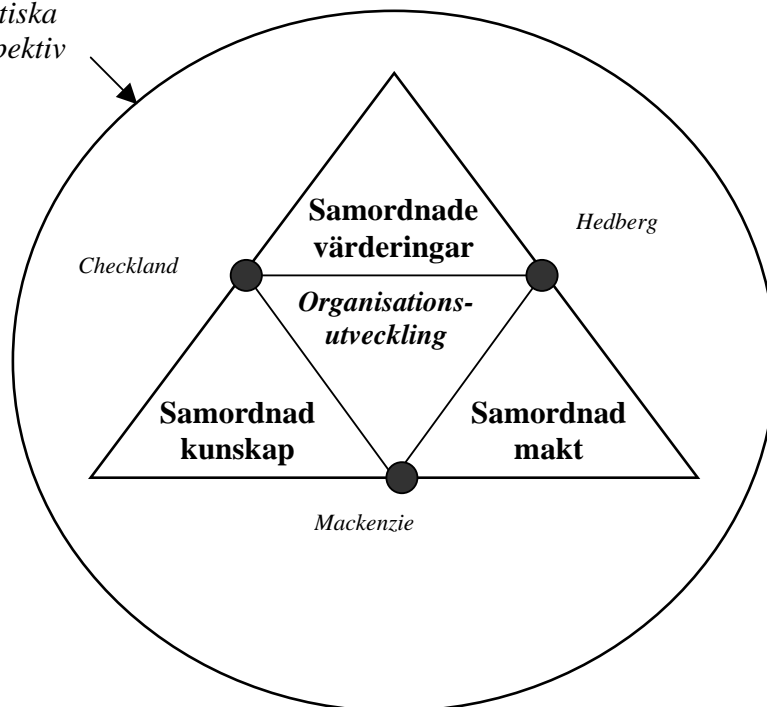 tiska
pektiv
Samordnade
värderingar
Hedberg
Checkland
Organisations-
utveckling
Samordnad
kunskap
Samordnad
makt
Mackenzie